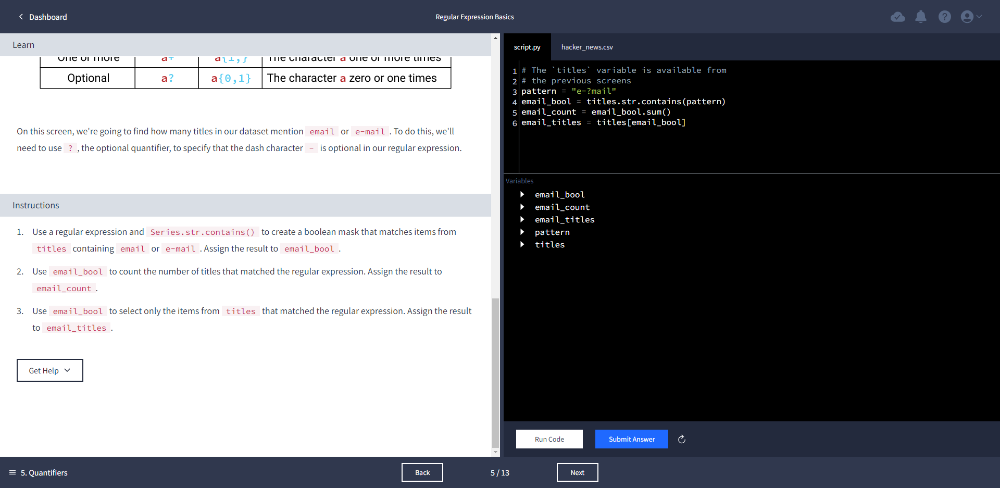 Dashboard
Regular Expression Basics
Learn
One or more a+ a{1,} The character a one or more times
Optional a? a{0,1} The character a zero or one times
On this screen, we're going to find how many titles in our dataset mention email or e-mail . To do this, we'll
need to use ? , the optional quantifier, to specify that the dash character - is optional in our regular expression.
Instructions
1. Use a regular expression and Series.str.contains() to create a boolean mask that matches items from
titles containing email or e-mail . Assign the result to email_bool .
2. Use email_bool to count the number of titles that matched the regular expression. Assign the result to
email_count .
3. Use email_bool to select only the items from titles that matched the regular expression. Assign the result
to email_titles .
Get Help
script.py hacker_news.csv
1 # The `titles` variable is available from
2 # the previous screens
3 pattern = "e-?mail"
4 email_bool = titles.str.contains(pattern)
5 email_count = email_bool.sum()
6 email_titles = titles[email_bool]
Variables
email_bool
email_count
email_titles
pattern
titles
Run Code Submit Answer
5. Quantifiers
Back 5 / 13 Next